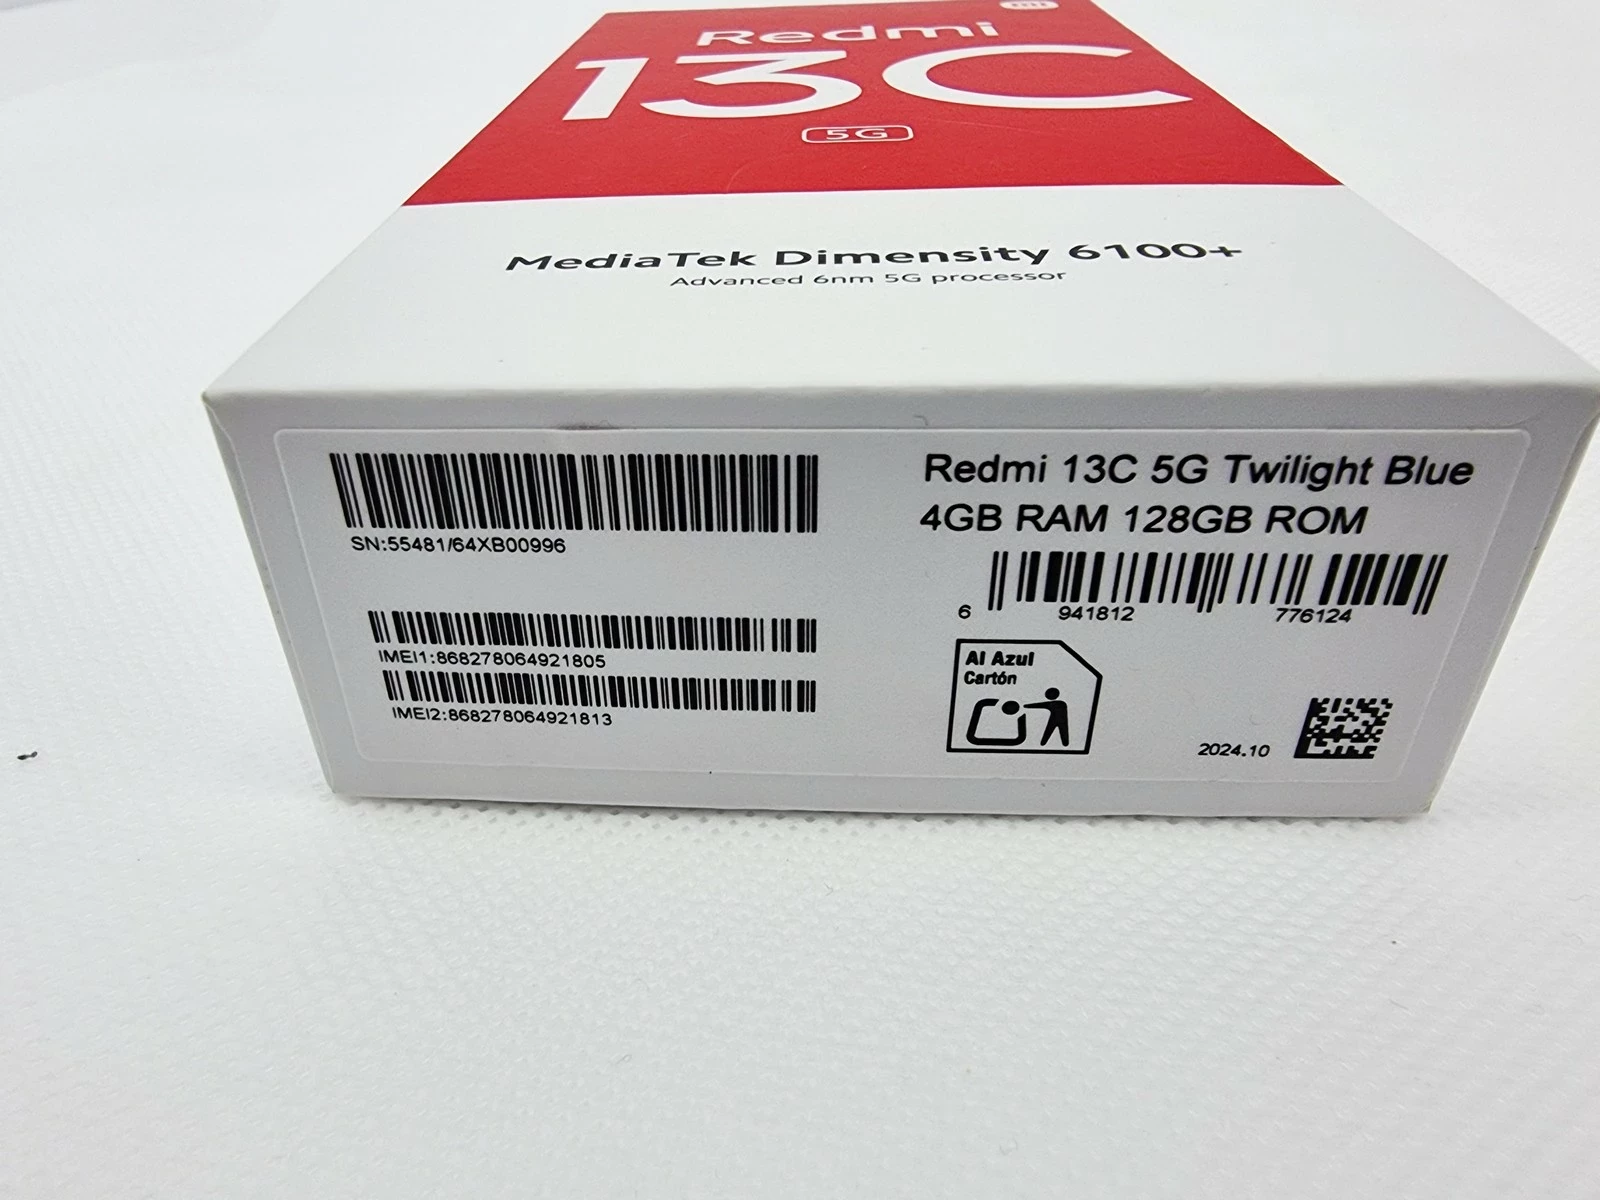 mi
Redmi
13C
5G
MediaTek Dimensity 6100+
Advanced 6nm 5G processor
SN:55481/64XB00996
IMEI1:868278064921805
IMEI2:868278064921813
Redmi 13C 5G Twilight Blue
4GB RAM 128GB ROM
6 941812 776124
Al Azul
Cartón
2024.10